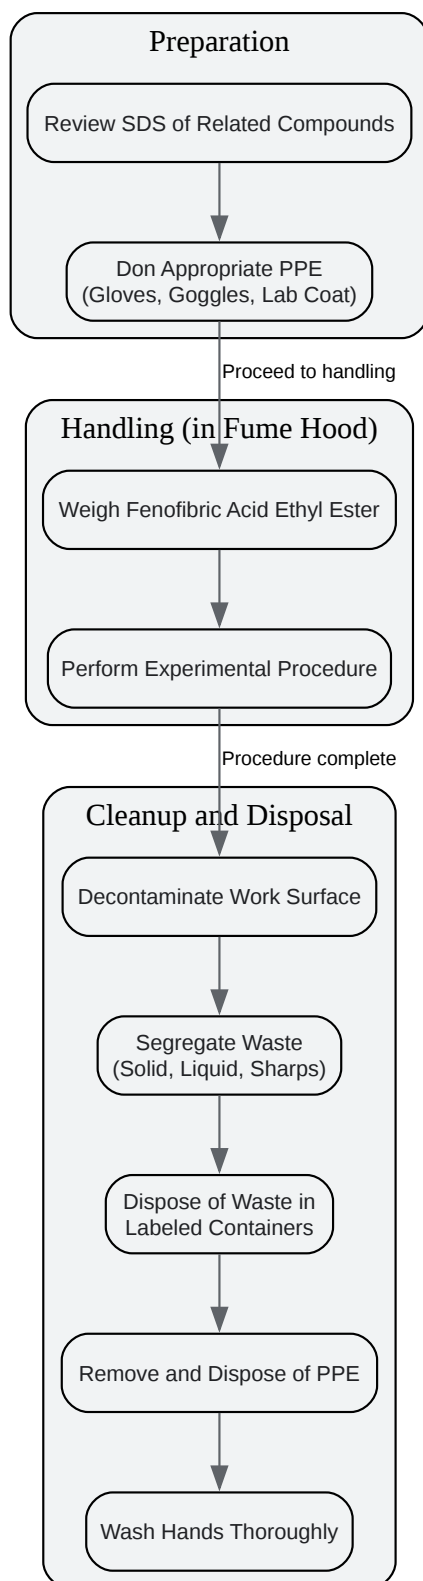 Preparation
Review SDS of Related Compounds
Don Appropriate PPE
(Gloves, Goggles, Lab Coat)
Proceed to handling
Handling (in Fume Hood)
Weigh Fenofibric Acid Ethyl Ester
Perform Experimental Procedure
Procedure complete
Cleanup and Disposal
Decontaminate Work Surface
Segregate Waste
(Solid, Liquid, Sharps)
Dispose of Waste in
Labeled Containers
Remove and Dispose of PPE
Wash Hands Thoroughly